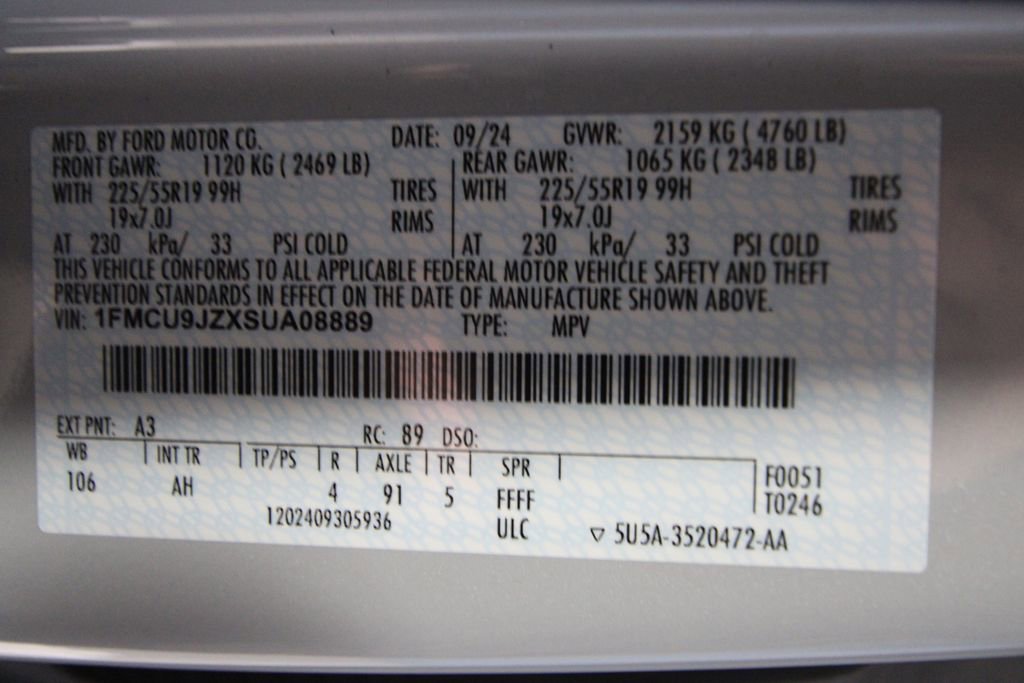 MFD. BY FORD MOTOR CO. DATE: 09/24 GVWR: 2159 KG ( 4760 LB)
FRONT GAWR: 1120 KG ( 2469 LB) REAR GAWR: 1065 KG ( 2348 LB)
WITH 225/55R19 99H TIRES WITH 225/55R19 99H TIRES
19x7.0J RIMS 19x7.0J RIMS
AT 230 kPa/ 33 PSI COLD AT 230 kPa/ 33 PSI COLD
THIS VEHICLE CONFORMS TO ALL APPLICABLE FEDERAL MOTOR VEHICLE SAFETY AND THEFT
PREVENTION STANDARDS IN EFFECT ON THE DATE OF MANUFACTURE SHOWN ABOVE.
VIN: 1FMCU9JZXSUA08889 TYPE: MPV
EXT PNT: A3 RC: 89 DSO:
WB INT TR TP/PS R AXLE TR SPR F0051
106 AH 4 91 5 FFFF T0246
1202409305936 ULC ▽ 5U5A-3520472-AA